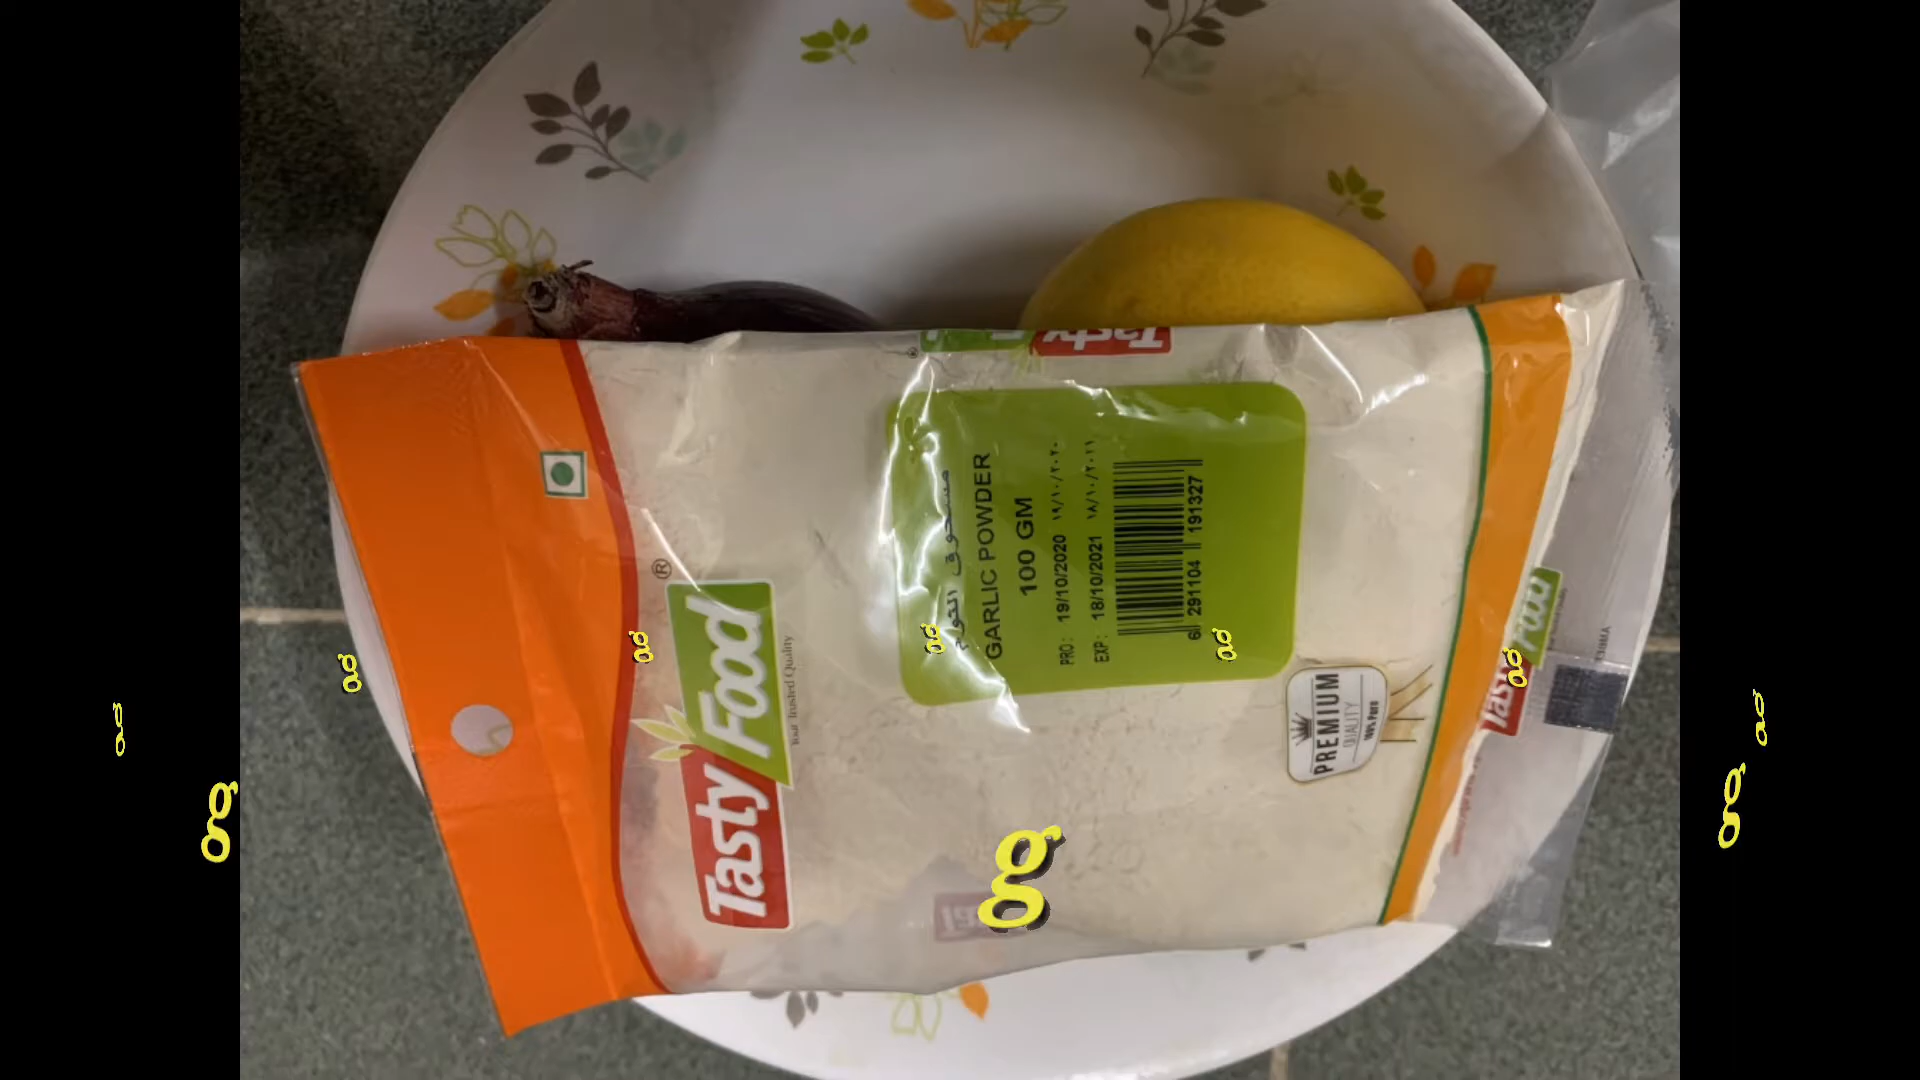 مسحوق الثوم
GARLIC POWDER
100 GM
PRO: 19/10/2020 ١٩/١٠/٢٠٢٠
EXP: 18/10/2021 ١٨/١٠/٢٠٢١
6 291104 191327
Tasty Food
®
Your Trusted Quality
PREMIUM
QUALITY
100% Pure
Tasty
Tasty Food
g